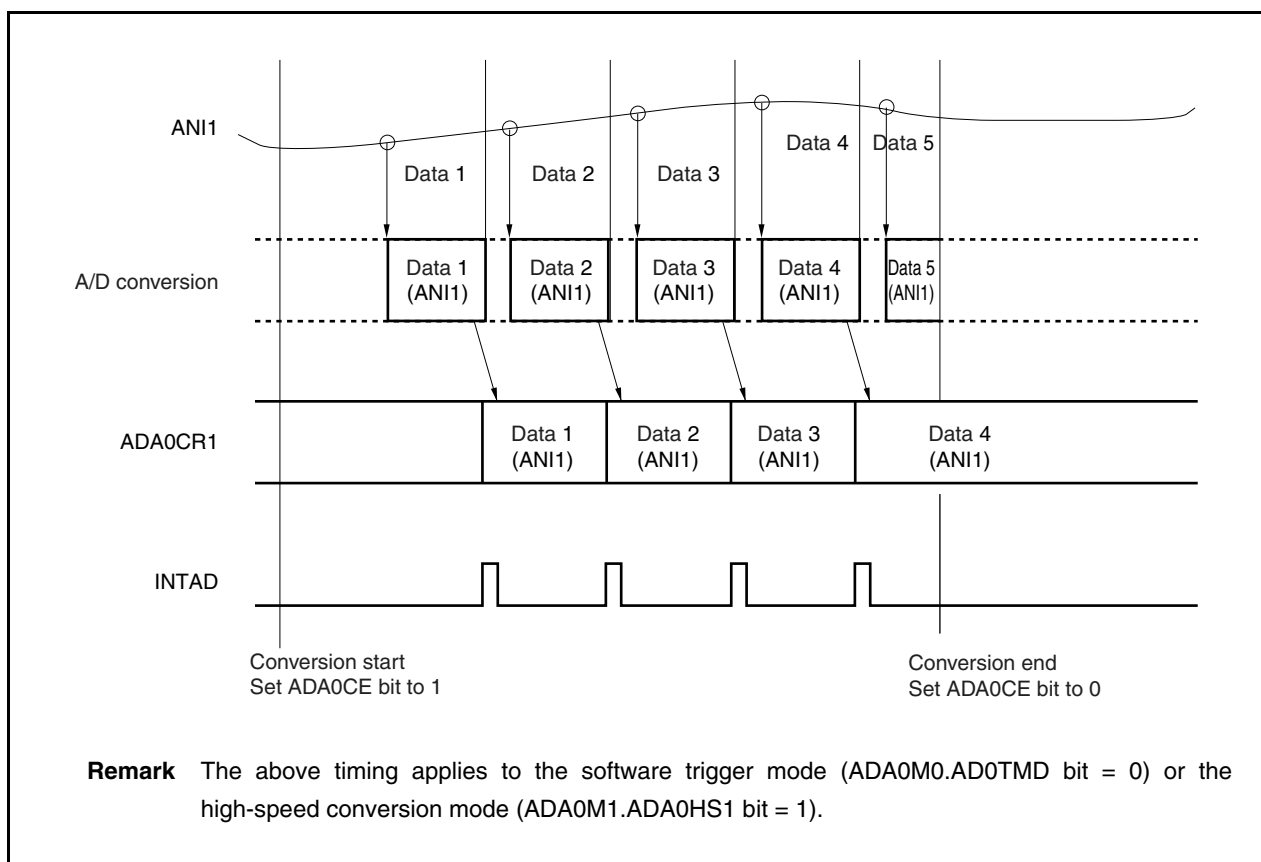 ANI1
Data 1
Data 2
Data 3
Data 4
Data 5
A/D conversion
Data 1
(ANI1)
Data 2
(ANI1)
Data 3
(ANI1)
Data 4
(ANI1)
Data 5
(ANI1)
ADA0CR1
Data 1
(ANI1)
Data 2
(ANI1)
Data 3
(ANI1)
Data 4
(ANI1)
INTAD
Conversion start
Set ADA0CE bit to 1
Conversion end
Set ADA0CE bit to 0
Remark The above timing applies to the software trigger mode (ADA0M0.AD0TMD bit = 0) or the
high-speed conversion mode (ADA0M1.ADA0HS1 bit = 1).